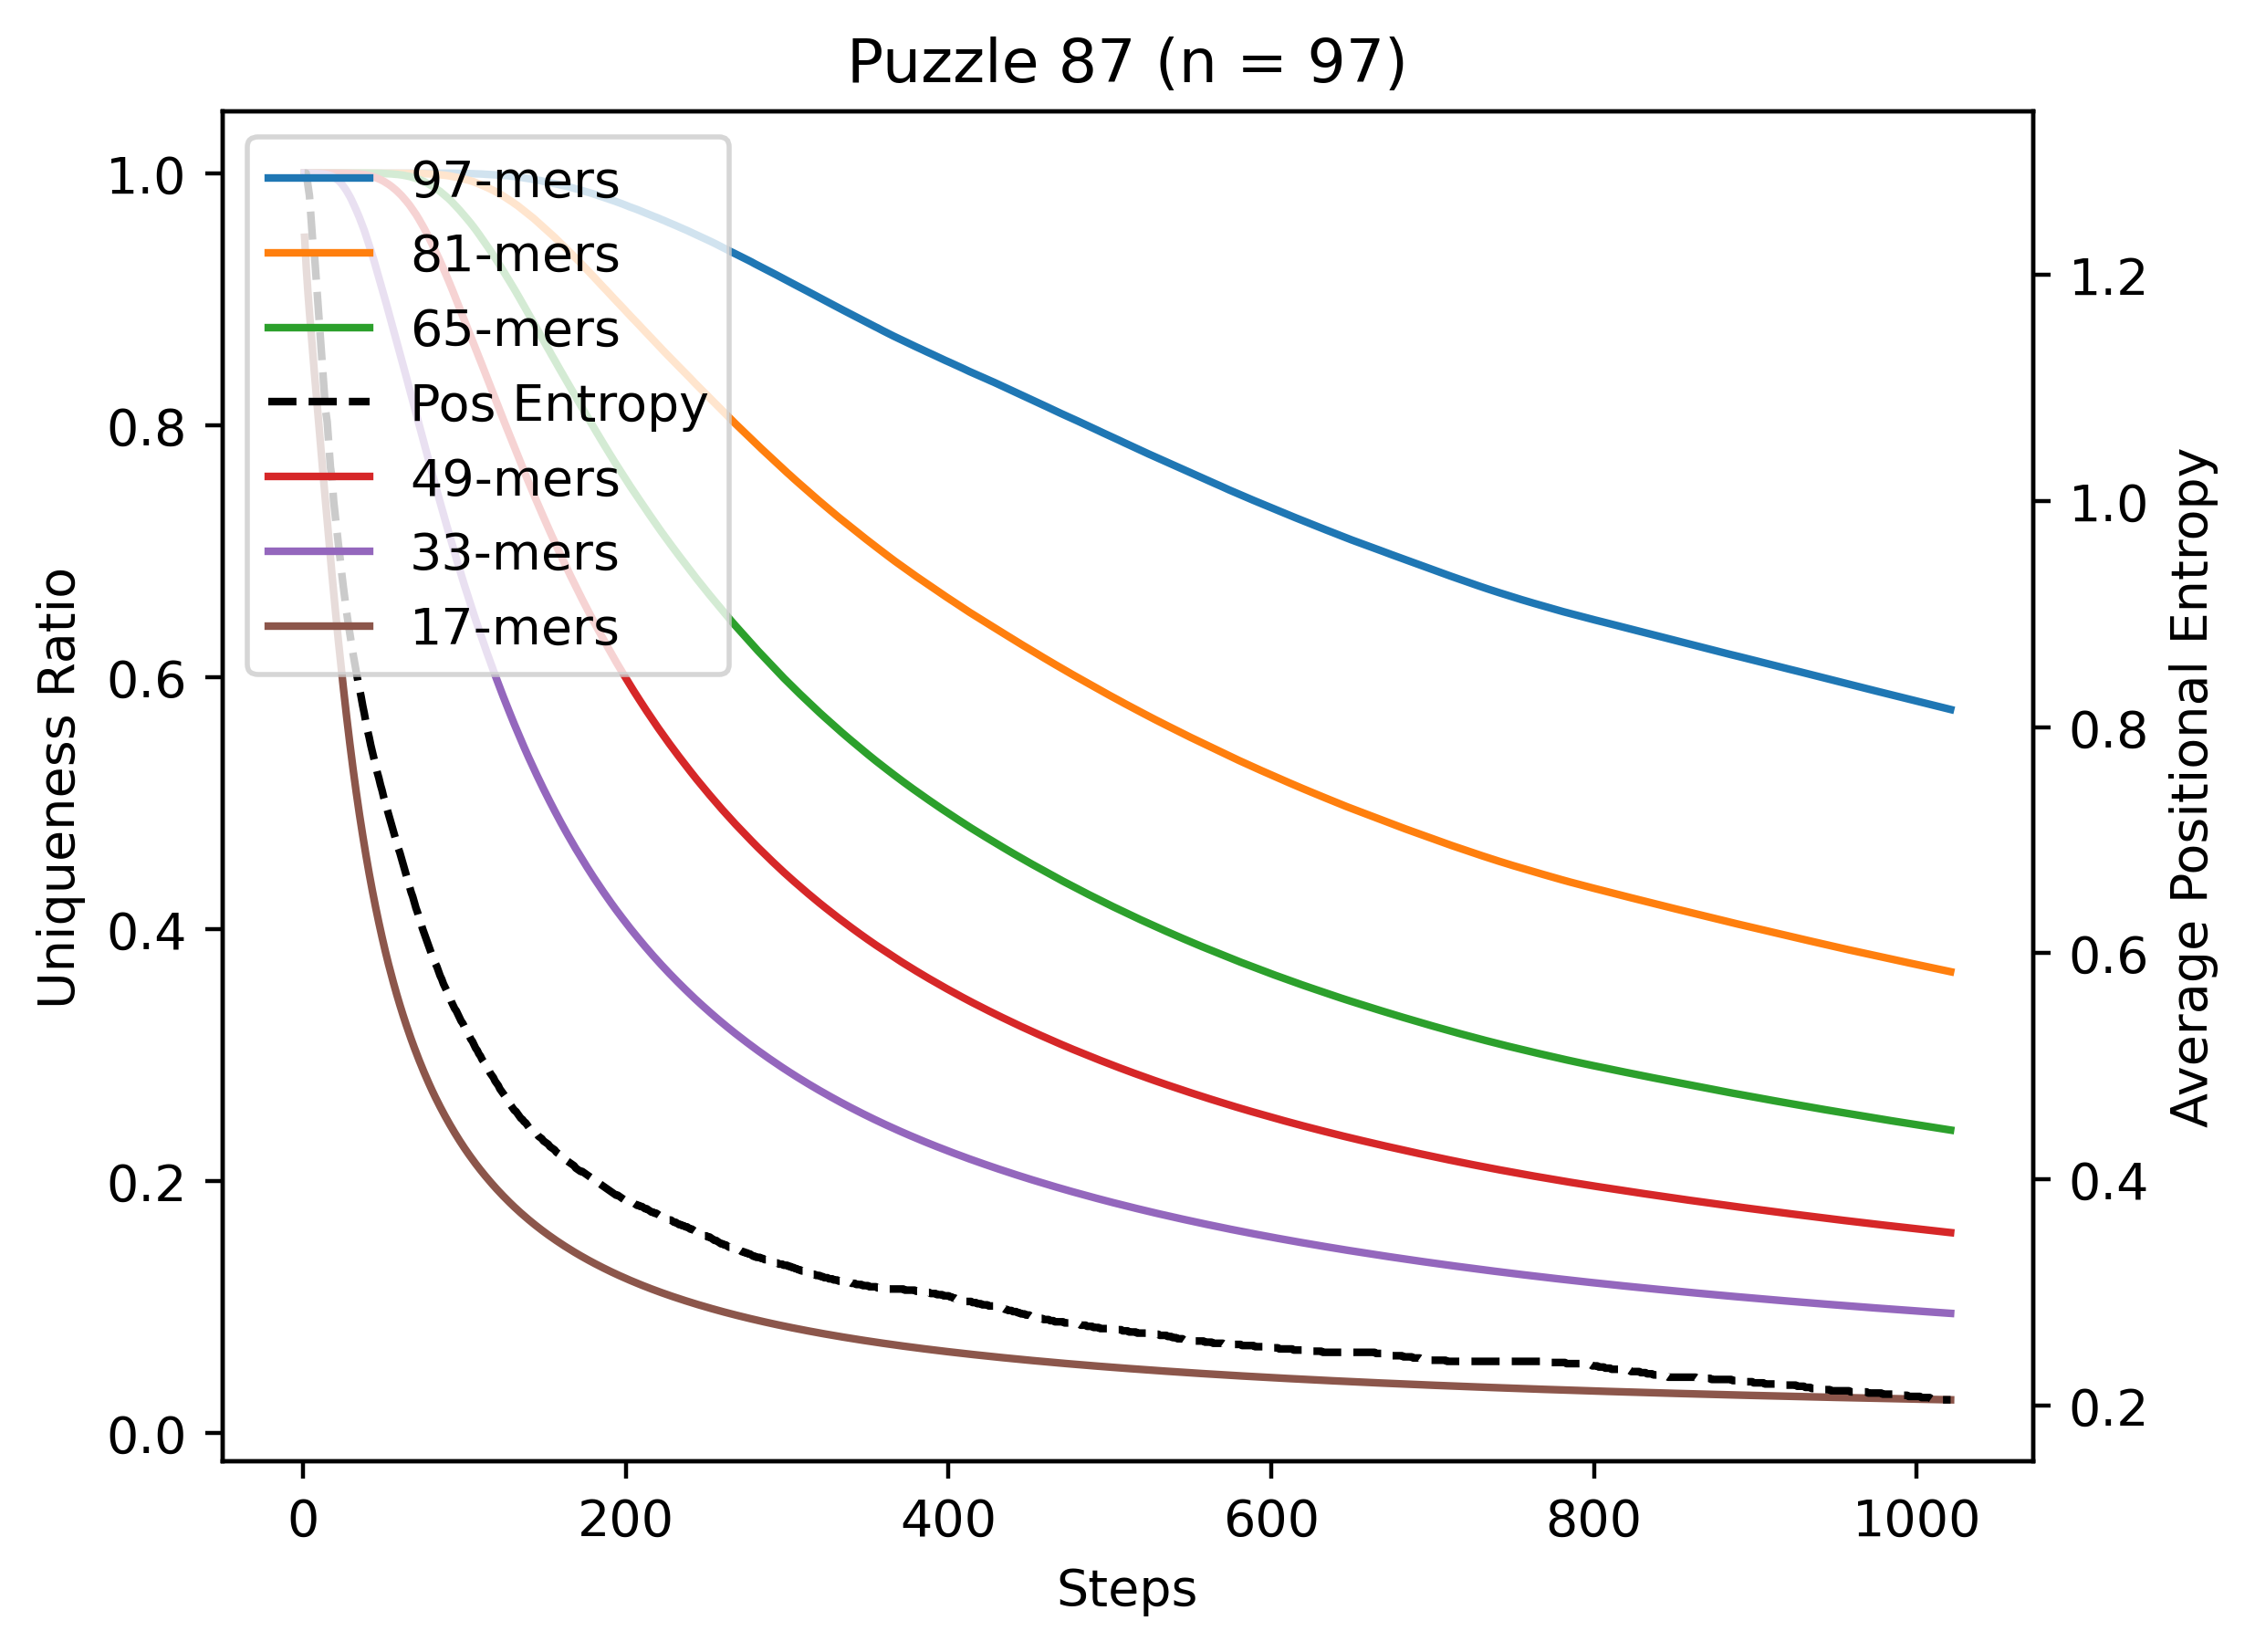 Puzzle 87 (n = 97)
97-mers
81-mers
65-mers
Pos Entropy
49-mers
33-mers
17-mers
Uniqueness Ratio
1.0
0.8
0.6
0.4
0.2
0.0
Average Positional Entropy
1.2
1.0
0.8
0.6
0.4
0.2
0
200
400
600
800
1000
Steps